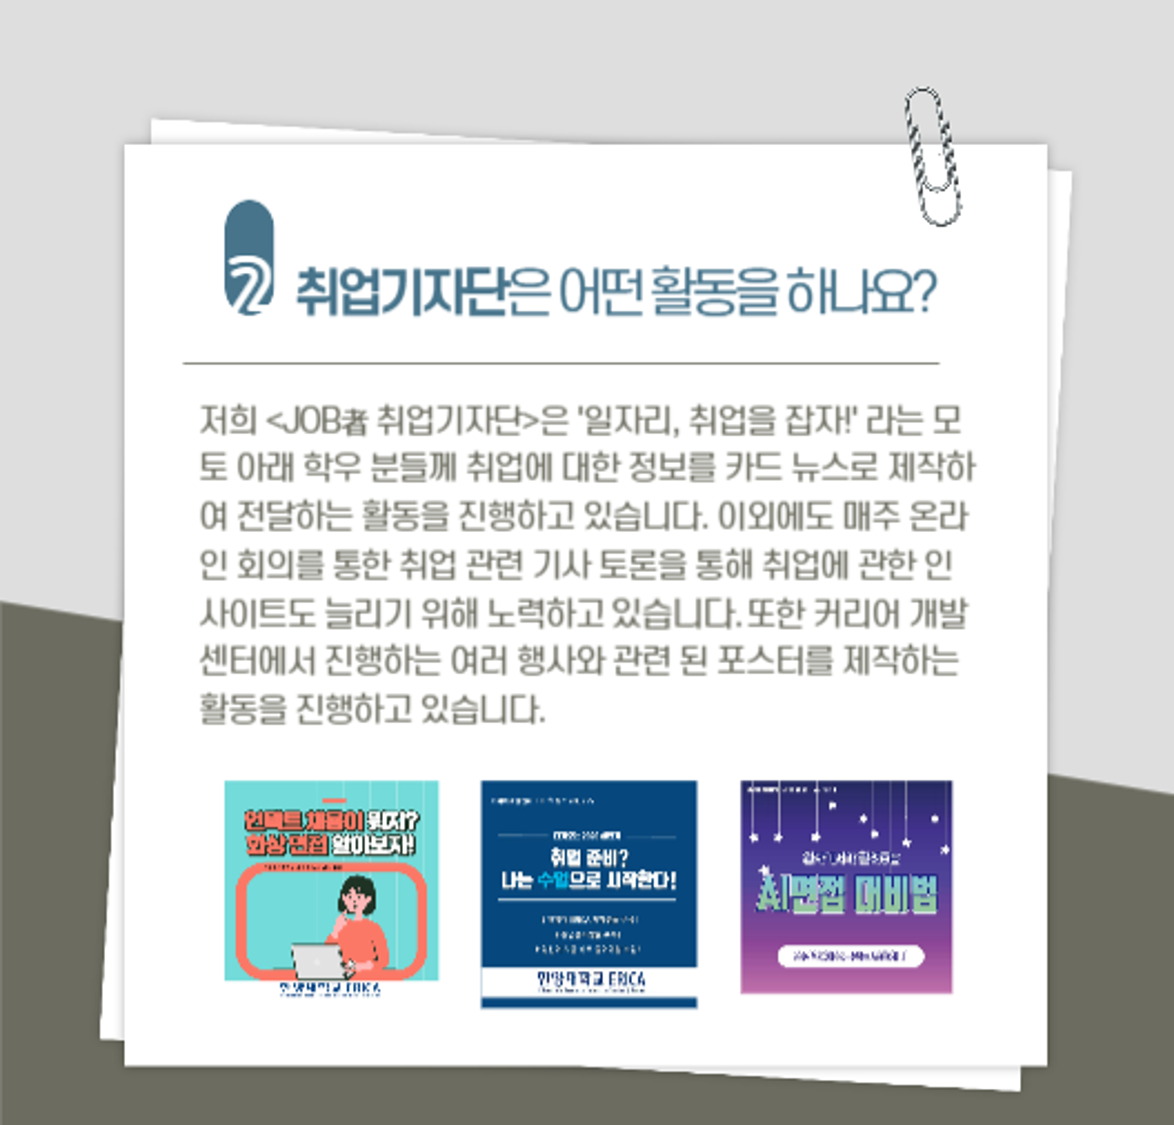 2 취업기자단은 어떤 활동을 하나요?
저희 <JOB者 취업기자단>은 '일자리, 취업을 잡자!' 라는 모
토 아래 학우 분들께 취업에 대한 정보를 카드 뉴스로 제작하
여 전달하는 활동을 진행하고 있습니다. 이외에도 매주 온라
인 회의를 통한 취업 관련 기사 토론을 통해 취업에 관한 인
사이트도 늘리기 위해 노력하고 있습니다. 또한 커리어 개발
센터에서 진행하는 여러 행사와 관련 된 포스터를 제작하는
활동을 진행하고 있습니다.
언택트 채용이 뭐지?
화상 면접 알아보자!
한양대학교 ERICA
취업 준비?
나는 수업으로 시작한다!
한양대학교 ERICA
AI면접 대비법